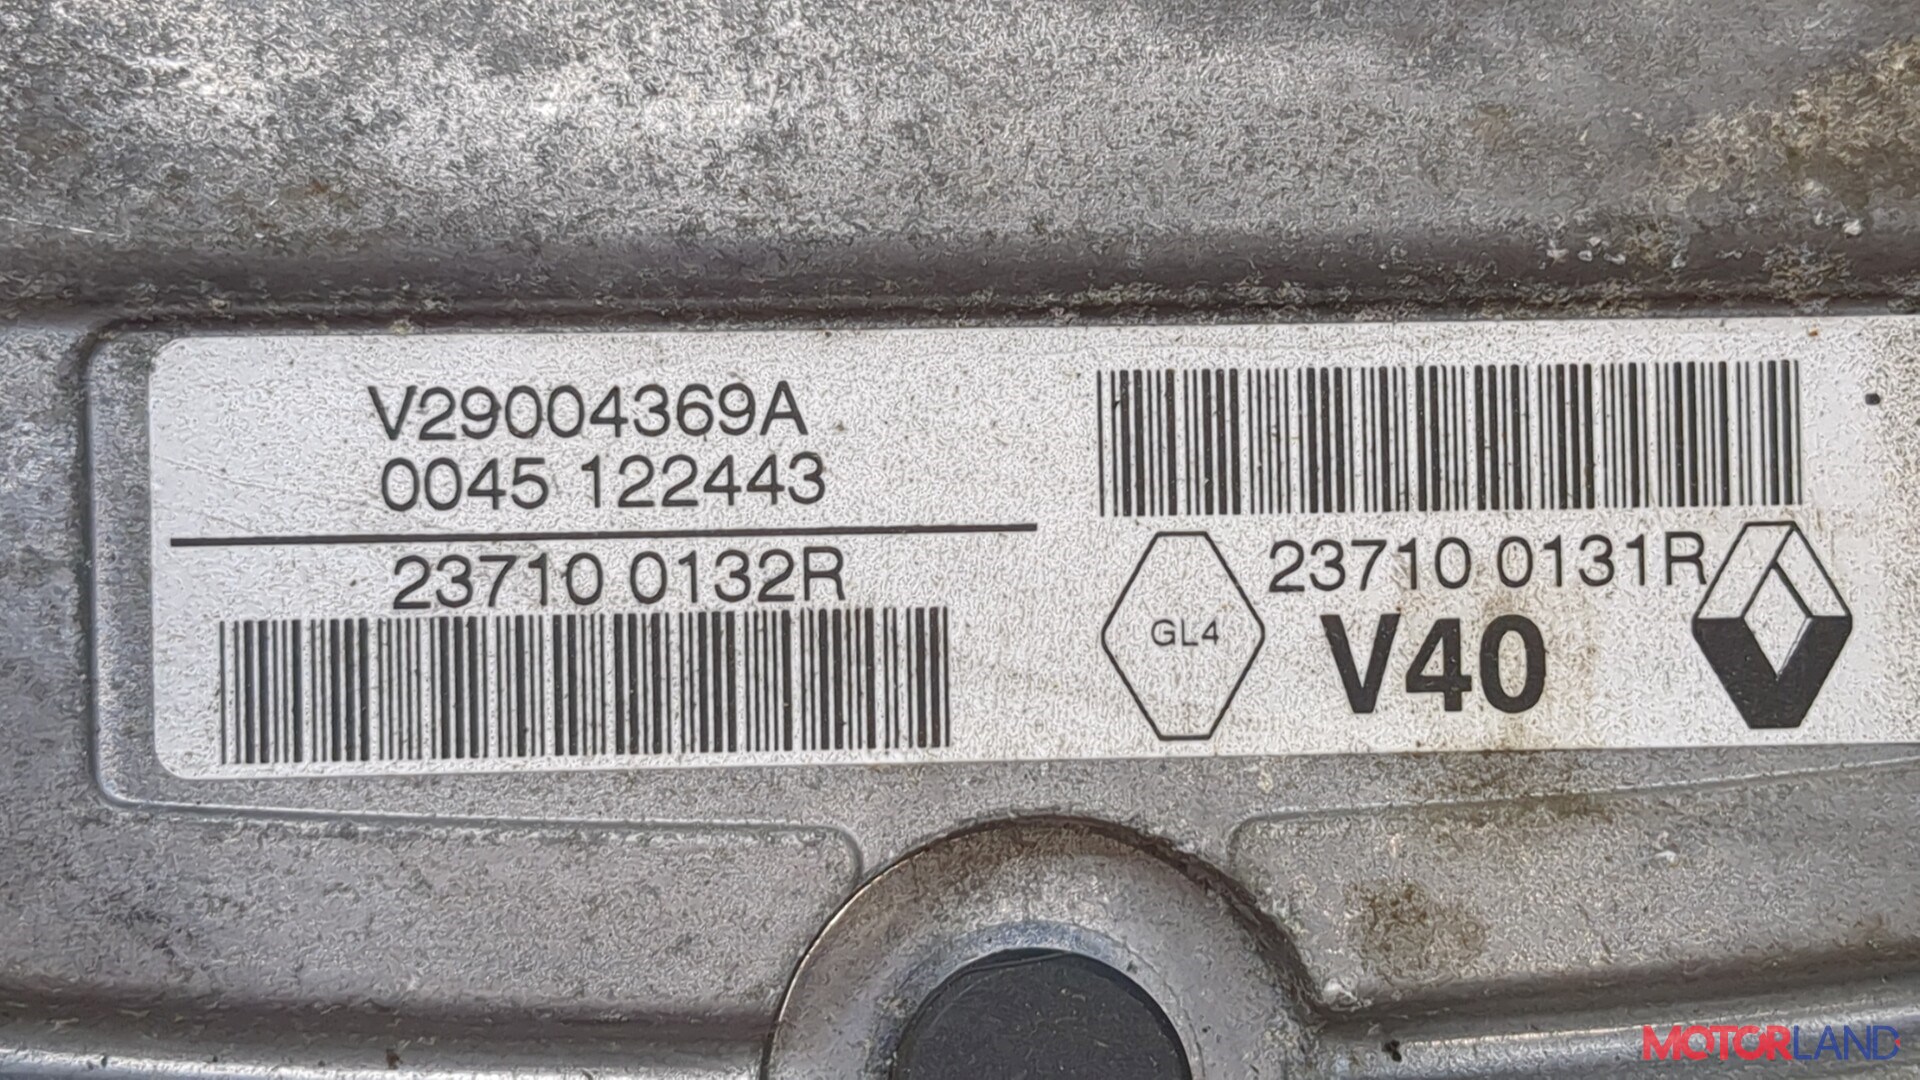 V29004369A
0045 122443
23710 0132R
23710 0131R
GL4
V40
MOTORLAND